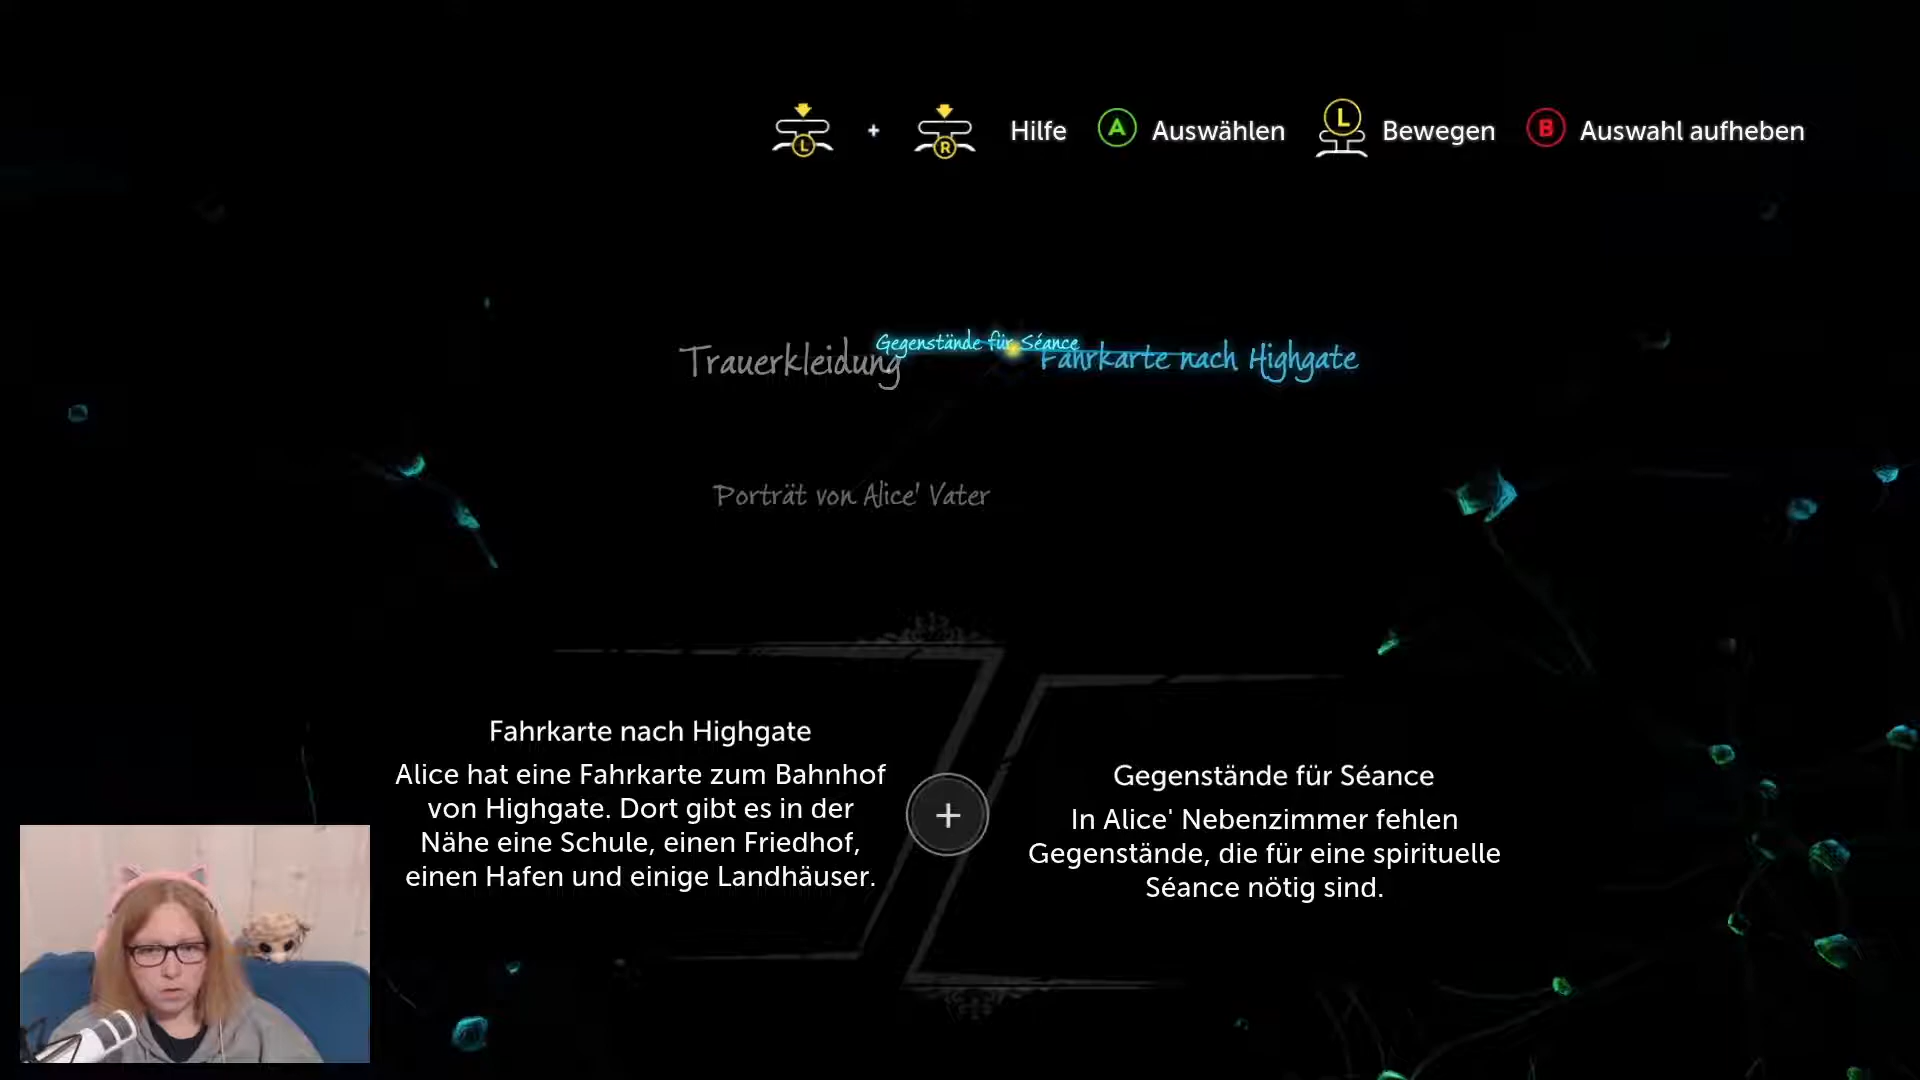 L + R Hilfe A Auswählen L Bewegen B Auswahl aufheben
Gegenstände für Séance
Trauerkleidung Fahrkarte nach Highgate
Porträt von Alice' Vater
Fahrkarte nach Highgate
Alice hat eine Fahrkarte zum Bahnhof
von Highgate. Dort gibt es in der
Nähe eine Schule, einen Friedhof,
einen Hafen und einige Landhäuser.
+
Gegenstände für Séance
In Alice' Nebenzimmer fehlen
Gegenstände, die für eine spirituelle
Séance nötig sind.